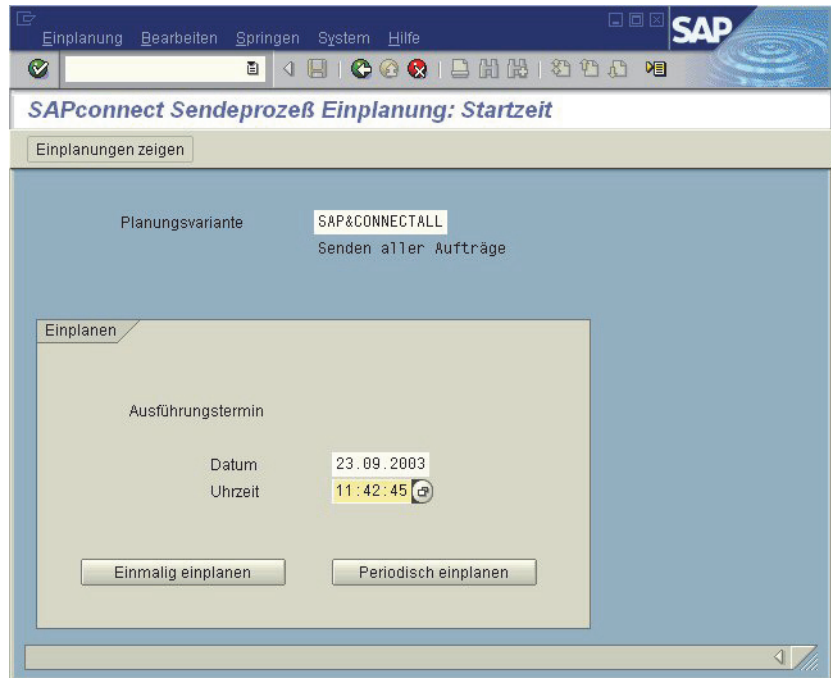 Einplanung Bearbeiten Springen System Hilfe
SAP
SAPconnect Sendeprozeß Einplanung: Startzeit
Einplanungen zeigen
Planungsvariante SAP&CONNECTALL
Senden aller Aufträge
Einplanen
Ausführungstermin
Datum 23.09.2003
Uhrzeit 11:42:45
Einmalig einplanen Periodisch einplanen